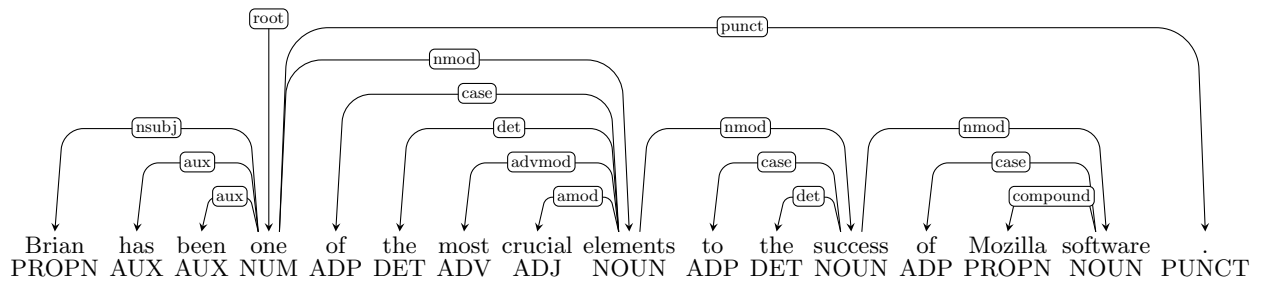 root
punct
nmod
case
nsubj det nmod nmod
aux advmod case case
aux amod det compound
Brian has been one of the most crucial elements to the success of Mozilla software .
PROPN AUX AUX NUM ADP DET ADV ADJ NOUN ADP DET NOUN ADP PROPN NOUN PUNCT